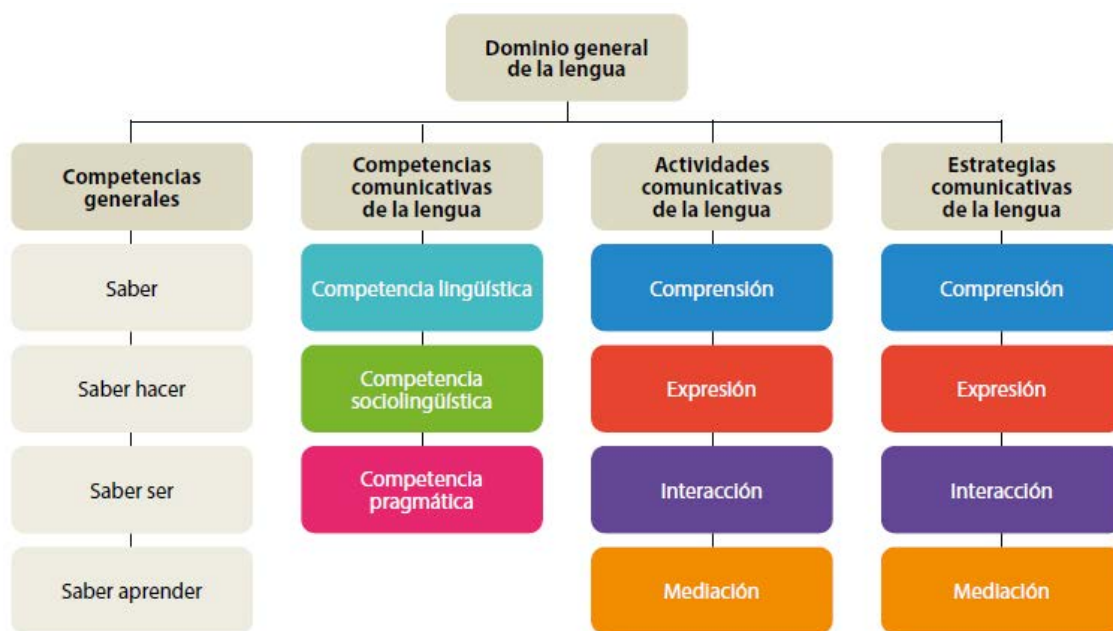 Dominio general
de la lengua
Competencias
generales
Competencias
comunicativas
de la lengua
Actividades
comunicativas
de la lengua
Estrategias
comunicativas
de la lengua
Saber
Competencia lingüística
Comprensión
Comprensión
Saber hacer
Competencia
sociolingüística
Expresión
Expresión
Saber ser
Competencia
pragmática
Interacción
Interacción
Saber aprender
Mediación
Mediación